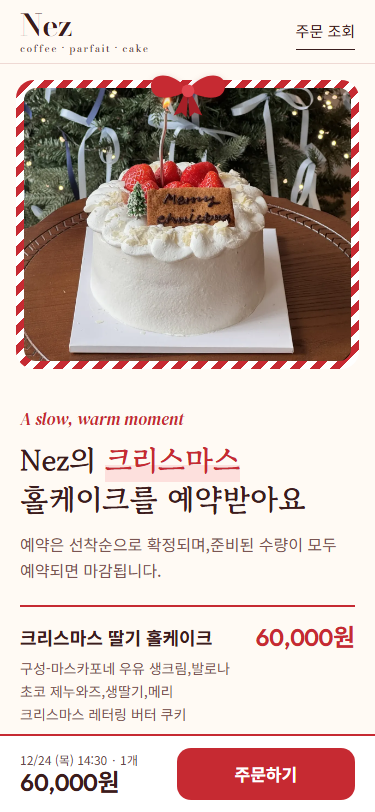 Nez
coffee · parfait · cake
주문 조회
Merry
Christmas
A slow, warm moment
Nez의 크리스마스
홀케이크를 예약받아요
예약은 선착순으로 확정되며,준비된 수량이 모두
예약되면 마감됩니다.
크리스마스 딸기 홀케이크 60,000원
구성-마스카포네 우유 생크림,발로나
초코 제누와즈,생딸기,메리
크리스마스 레터링 버터 쿠키
12/24 (목) 14:30 · 1개
60,000원
주문하기